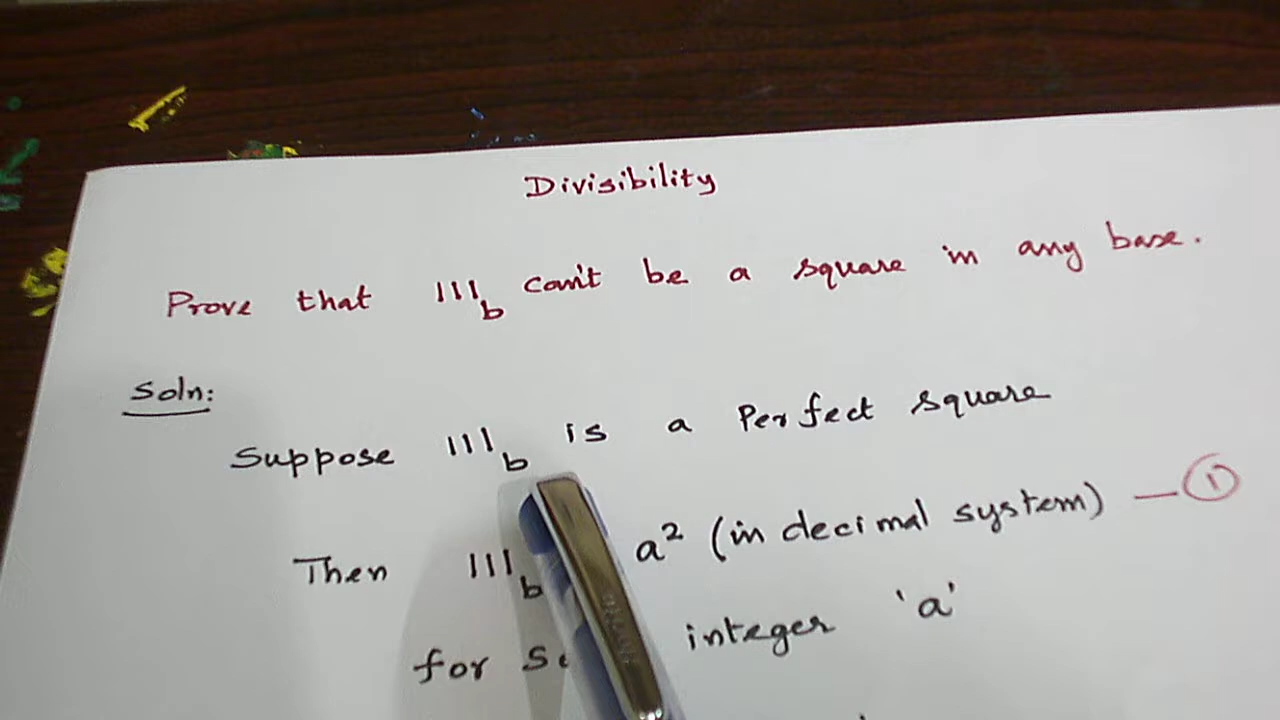 Divisibility
Prove that 111b can't be a square in any base.
Soln:
Suppose 111b is a Perfect square
Then 111b a² (in decimal system) — ①
for integer 'a'